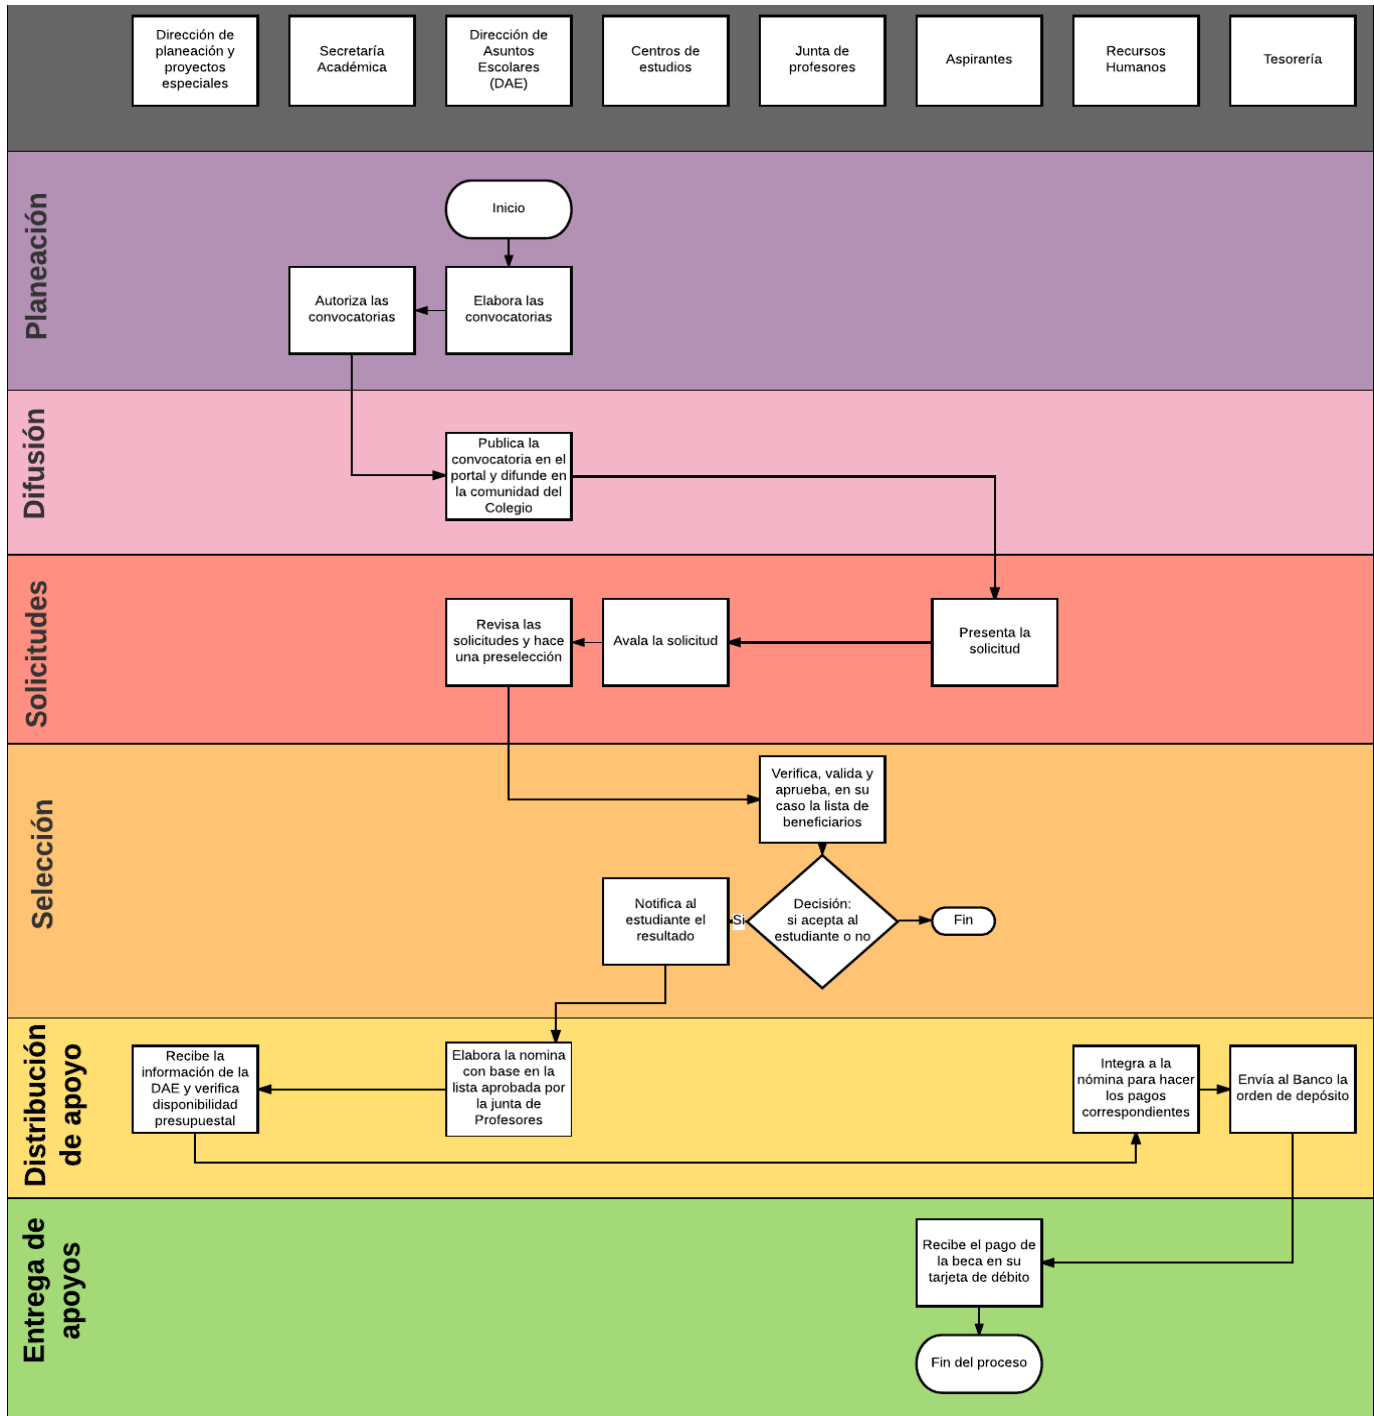 Dirección de
planeación y
proyectos
especiales
Secretaría
Académica
Dirección de
Asuntos
Escolares
(DAE)
Centros de
estudios
Junta de
profesores
Aspirantes
Recursos
Humanos
Tesorería
Planeación
Inicio
Autoriza las
convocatorias
Elabora las
convocatorias
Difusión
Publica la
convocatoria en el
portal y difunde en
la comunidad del
Colegio
Solicitudes
Revisa las
solicitudes y hace
una preselección
Avala la solicitud
Presenta la
solicitud
Selección
Verifica, valida y
aprueba, en su
caso la lista de
beneficiarios
Notifica al
estudiante el
resultado
Si
Decisión:
si acepta al
estudiante o no
Fin
Distribución
de apoyo
Recibe la
información de la
DAE y verifica
disponibilidad
presupuestal
Elabora la nomina
con base en la
lista aprobada por
la junta de
Profesores
Integra a la
nómina para hacer
los pagos
correspondientes
Envía al Banco la
orden de depósito
Entrega de
apoyos
Recibe el pago de
la beca en su
tarjeta de débito
Fin del proceso